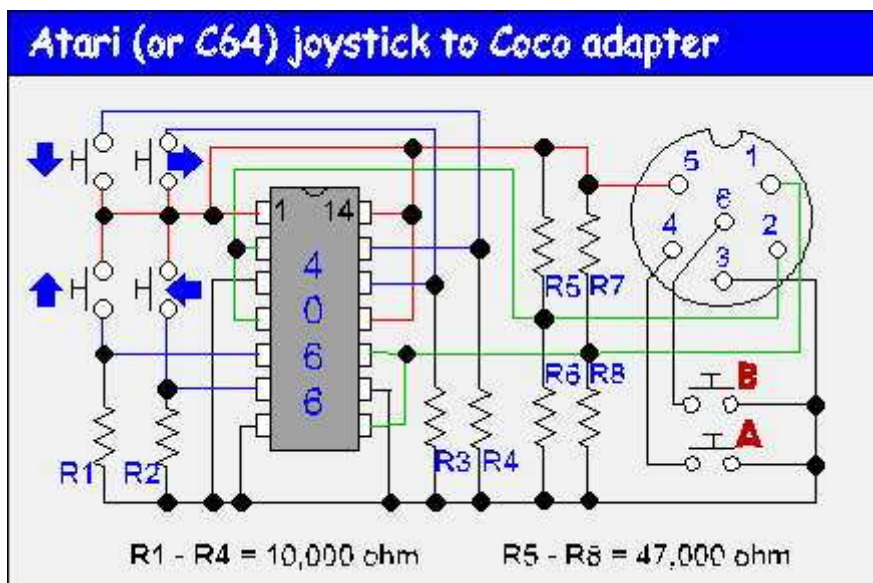 Atari (or C64) joystick to Coco adapter
5 1
6
4 2
3
1 14
4
0
6
6
R5 R7
R6 R8
B
A
R1 R2
R3 R4
R1 - R4 = 10,000 ohm
R5 - R8 = 47,000 ohm